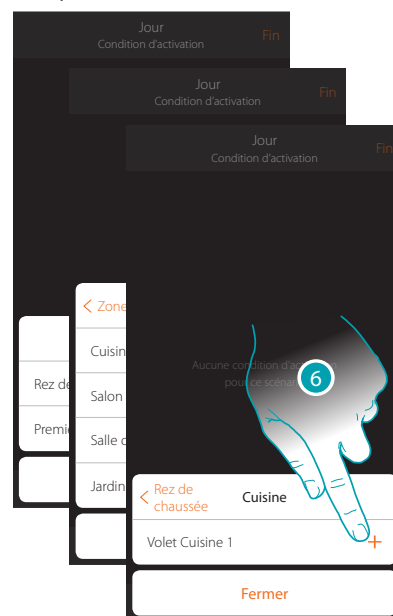 Jour
Condition d'activation
Fin
Jour
Condition d'activation
Fin
Jour
Condition d'activation
Fin
Rez de
Premi
Zone
Cuisin
Salon
Salle
Jardin
Aucune condition d'a
pour ce scéna
6
Rez de
chaussée
Cuisine
Volet Cuisine 1
+
Fermer